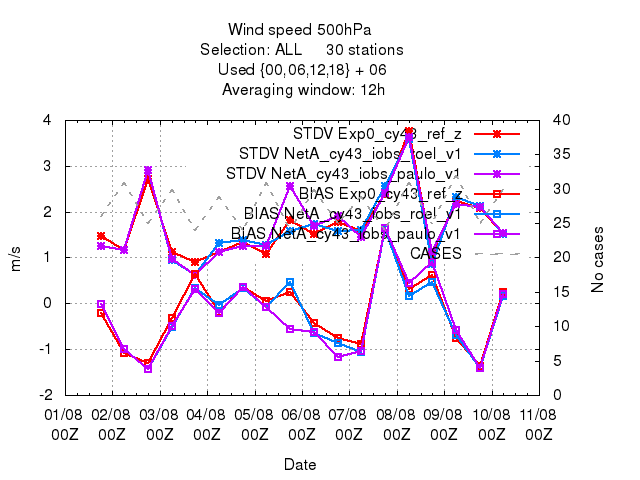 Wind speed 500hPa
Selection: ALL 30 stations
Used {00,06,12,18} + 06
Averaging window: 12h
STDV Exp0_cy43_ref_z
STDV NetA_cy43_iobs_roel_v1
STDV NetA_cy43_iobs_paulo_v1
BIAS Exp0_cy43_ref_z
BIAS NetA_cy43_iobs_roel_v1
BIAS NetA_cy43_iobs_paulo_v1
CASES
4
3
2
1
0
-1
-2
m/s
40
35
30
25
20
15
10
5
0
No cases
01/08 02/08 03/08 04/08 05/08 06/08 07/08 08/08 09/08 10/08 11/08
00Z 00Z 00Z 00Z 00Z 00Z 00Z 00Z 00Z 00Z 00Z
Date